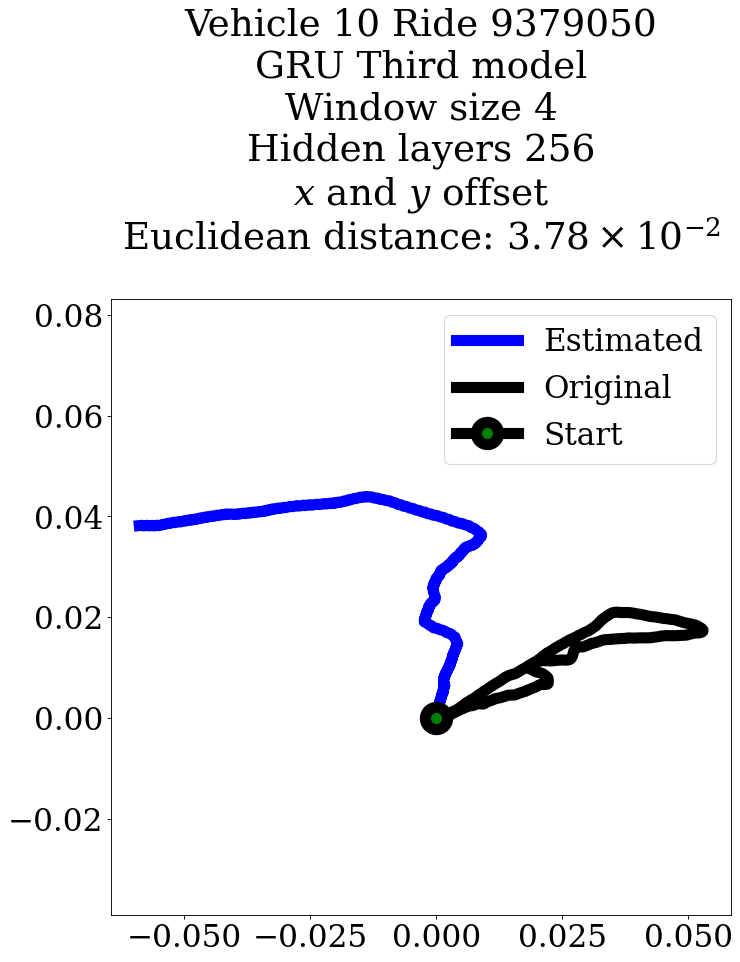 Vehicle 10 Ride 9379050
GRU Third model
Window size 4
Hidden layers 256
x and y offset
Euclidean distance: 3.78 × 10⁻²
0.08
0.06
0.04
0.02
0.00
−0.02
Estimated
Original
Start
−0.050 −0.025 0.000 0.025 0.050